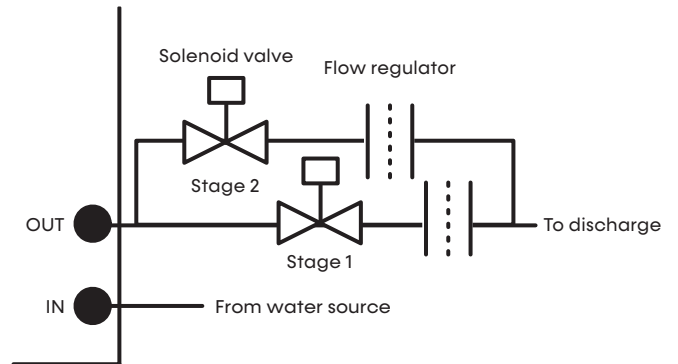 Solenoid valve
Flow regulator
Stage 2
OUT
To discharge
Stage 1
IN
From water source